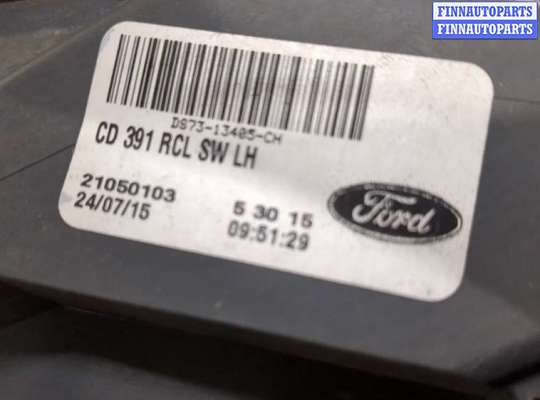 FINNAUTOPARTS
FINNAUTOPARTS
DS73-13405-CH
CD 391 RCL SW LH
21050103
24/07/15
5 30 15
09:51:29
Ford